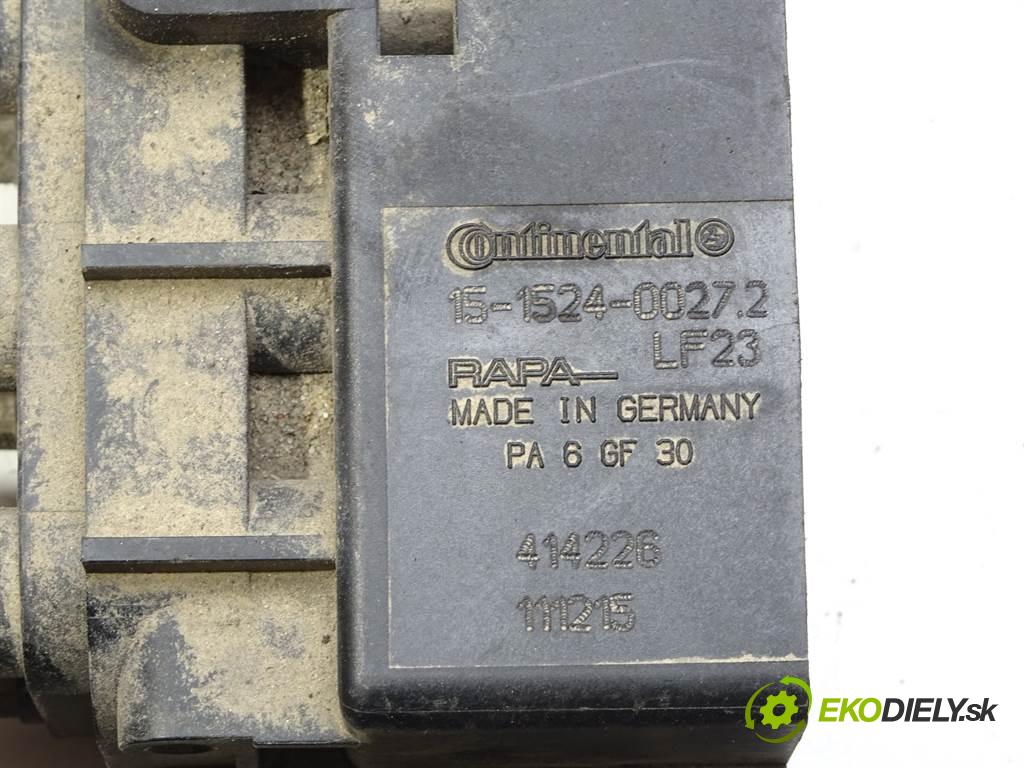 Continental
15-1524-0027.2
LF23
RAPA
MADE IN GERMANY
PA 6 GF 30
414226
111215
EKODIELY.sk